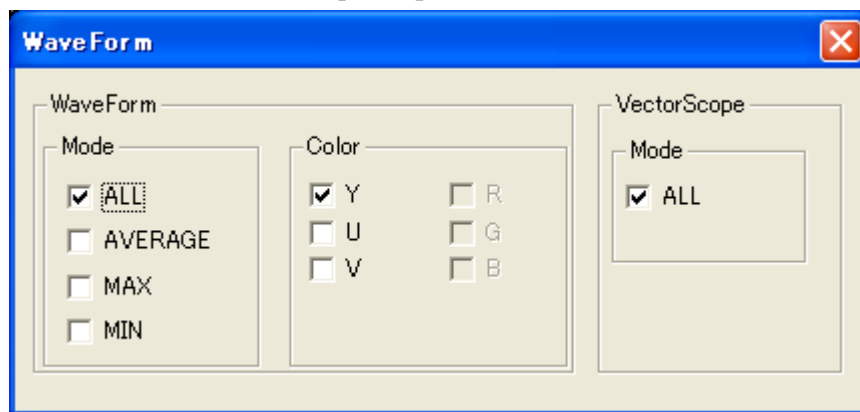 WaveForm
WaveForm
VectorScope
Mode
Color
Mode
ALL
Y
R
ALL
AVERAGE
U
G
MAX
V
B
MIN